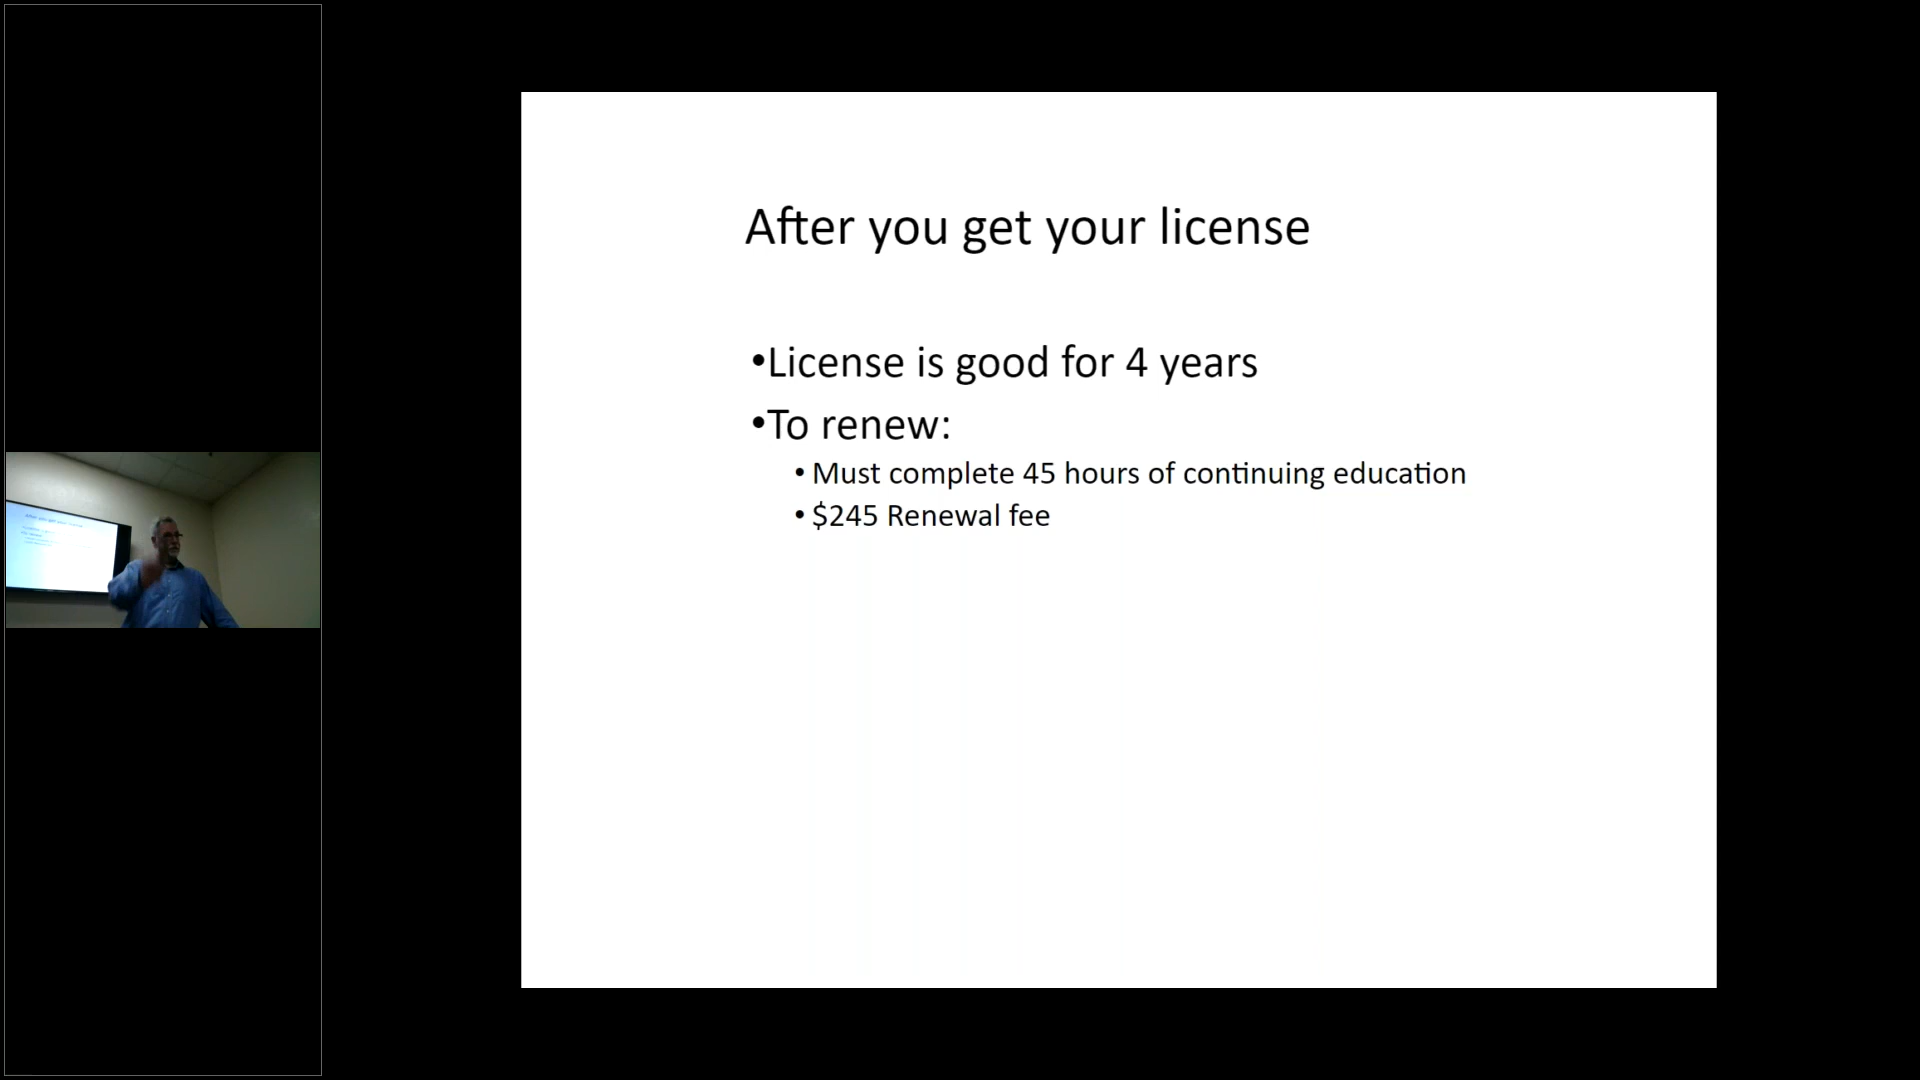 After you get your license
•License is good for 4 years
•To renew:
• Must complete 45 hours of continuing education
• $245 Renewal fee